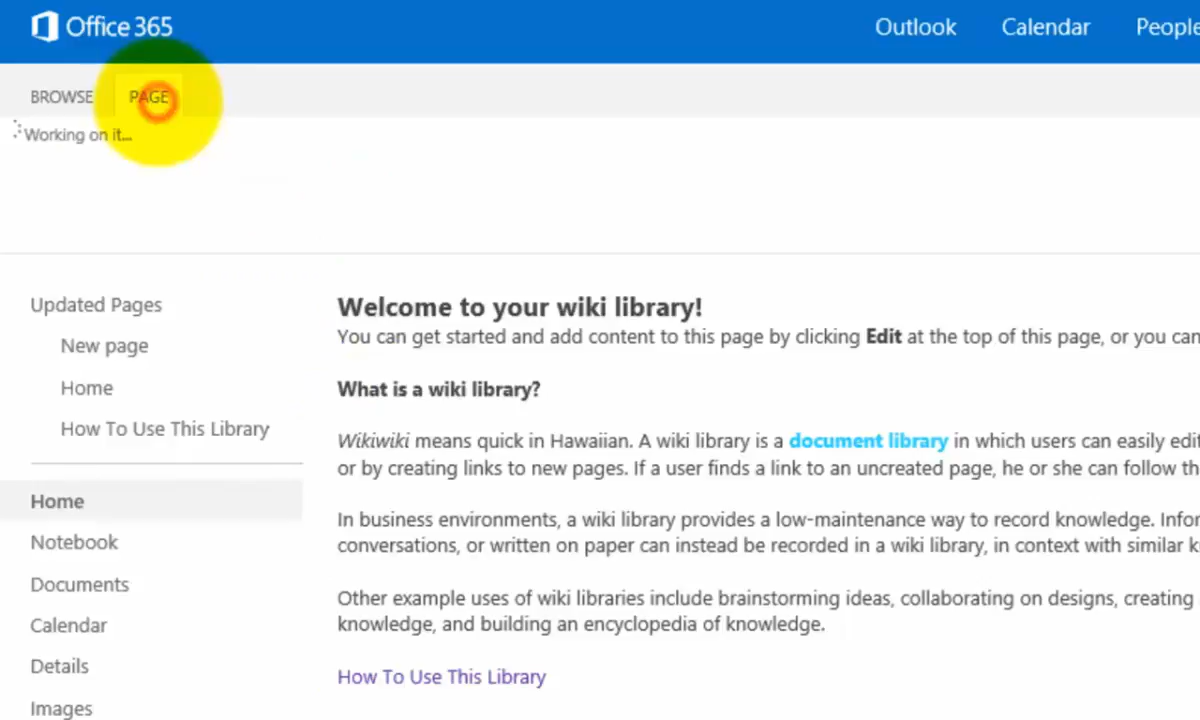 Office 365
Outlook Calendar People
BROWSE PAGE
Working on it...
Updated Pages
New page
Home
How To Use This Library
Home
Notebook
Documents
Calendar
Details
Images
Welcome to your wiki library!
You can get started and add content to this page by clicking Edit at the top of this page, or you can
What is a wiki library?
Wikiwiki means quick in Hawaiian. A wiki library is a document library in which users can easily edit
or by creating links to new pages. If a user finds a link to an uncreated page, he or she can follow
In business environments, a wiki library provides a low-maintenance way to record knowledge.
conversations, or written on paper can instead be recorded in a wiki library, in context with similar
Other example uses of wiki libraries include brainstorming ideas, collaborating on designs, creating
knowledge, and building an encyclopedia of knowledge.
How To Use This Library